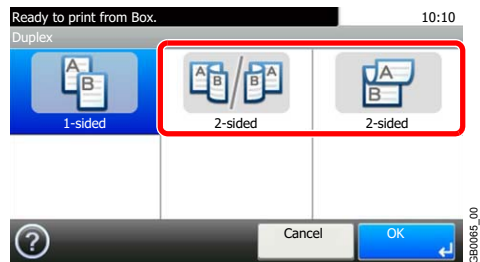 Ready to print from Box. 10:10
Duplex
A B A B B A A B
1-sided 2-sided 2-sided
? Cancel OK
GB0065_00